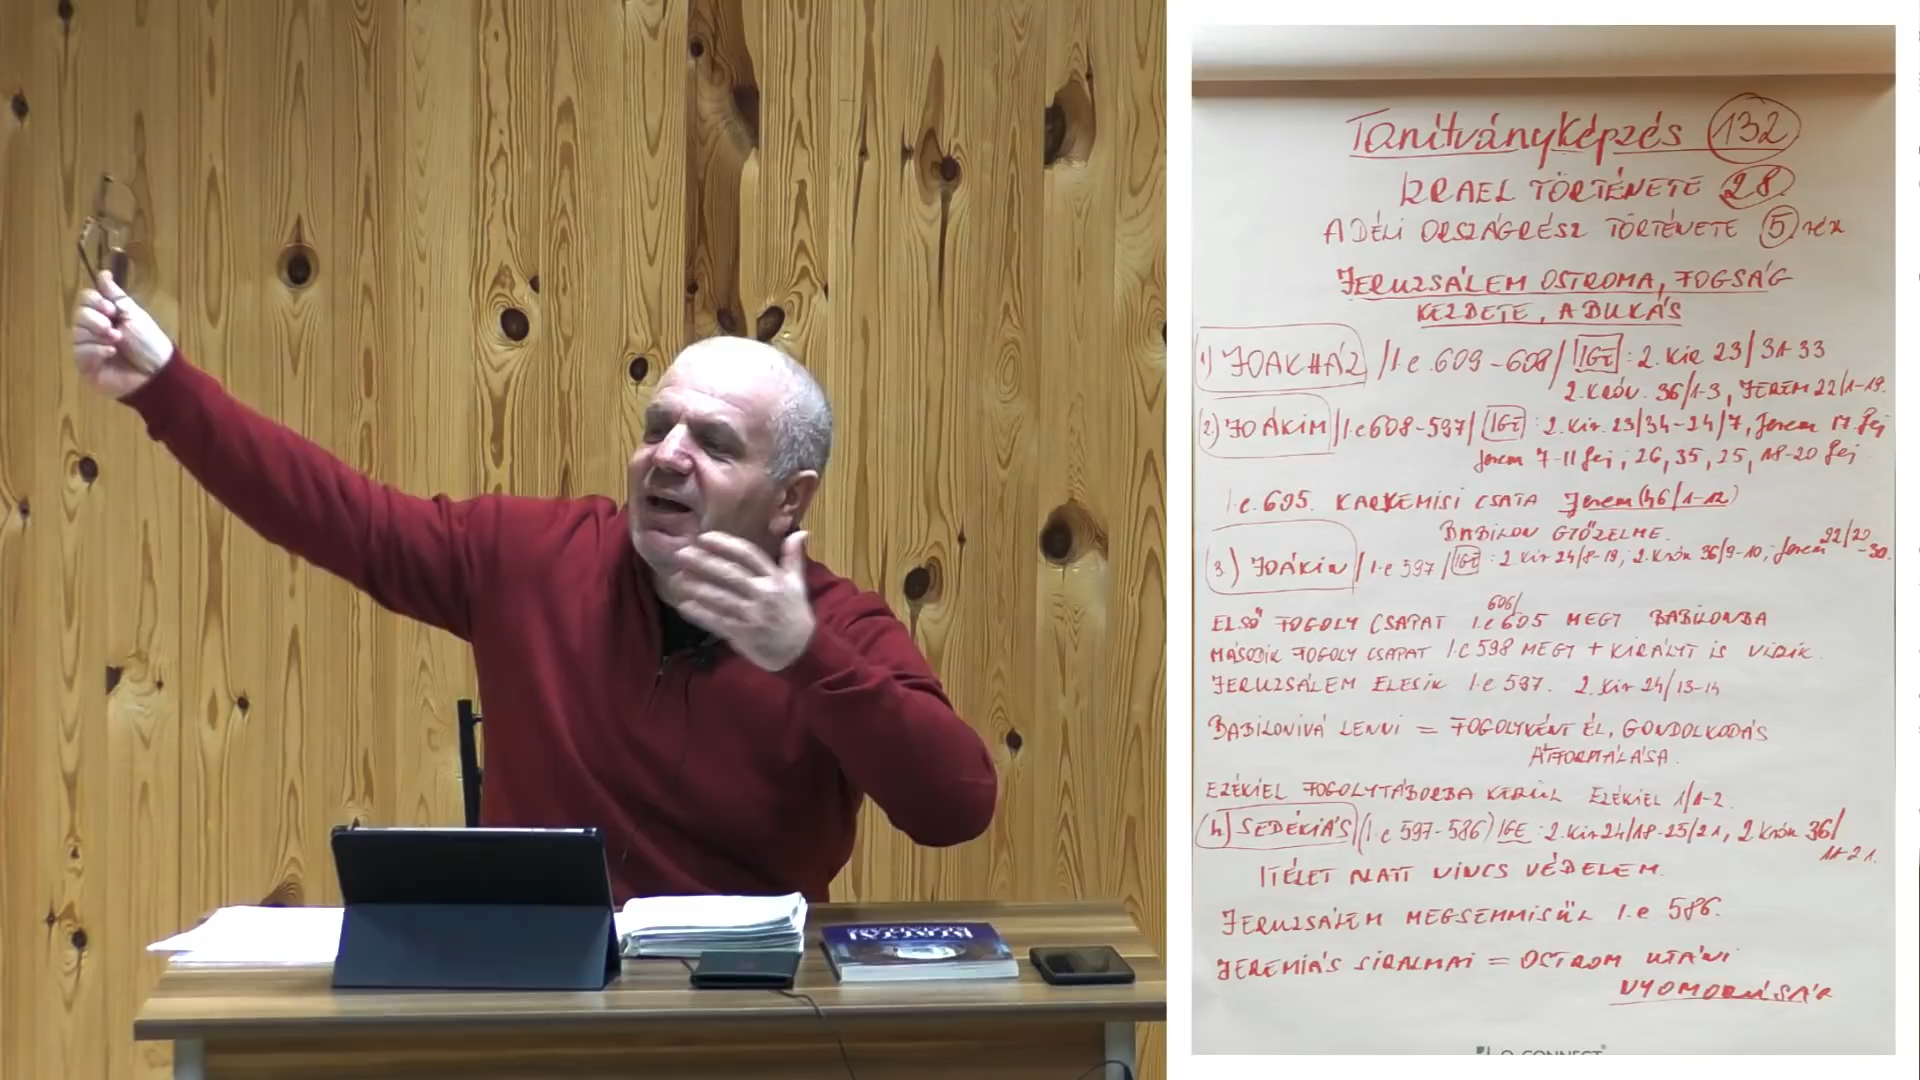 Tanítványképzés 132
IZRAEL TÖRTÉNETE 28
A DÉLI ORSZÁGRÉSZ TÖRTÉNETE 5 rész
JERUZSÁLEM OSTROMA, FOGSÁG
KEZDETE, A BUKÁS
1) JOAKHÁZ /I.e. 609-608/ IGE: 2. Kir 23/31-33
2. Krón. 36/1-3, JEREM 22/1-19.
2.) JOÁKIM /I.e 608-597/ IGE: 2. Kir. 23/34-24/7, Jerem 17. fej
Jerem 7-11 fej; 26, 35, 25, 18-20 fej.
I.e. 605. KARKEMISI CSATA Jerem (46/1-12)
BABILON GYŐZELME.
3.) JOÁKIN /I.e 597/ IGE: 2. Kir 24/8-19; 2. Krón 36/9-10; Jerem 22/20-30.
606/
ELSŐ FOGOLY CSAPAT I.e 605 MEGY BABILONBA
MÁSODIK FOGOLY CSAPAT I.e 598 MEGY + KIRÁLYT IS VISZIK.
JERUZSÁLEM ELESIK I.e 597. 2. Kir 24/13-14
BABILONIVÁ LENNI = FOGOLYKÉNT ÉL, GONDOLKODÁS
ÁTFORMÁLÁSA.
EZÉKIEL FOGOLYTÁBORBA KERÜL EZÉKIEL 1/1-2.
4.) SEDÉKIÁS (I.e 597-586) IGE: 2. Kir 24/18-25/21, 2 Krón 36/
11-21.
ITÉLET ALATT NINCS VÉDELEM.
JERUZSÁLEM MEGSEMMISÜL I.e 586.
JEREMIÁS SIRALMAI = OSTROM UTÁNI
NYOMORÚSÁG